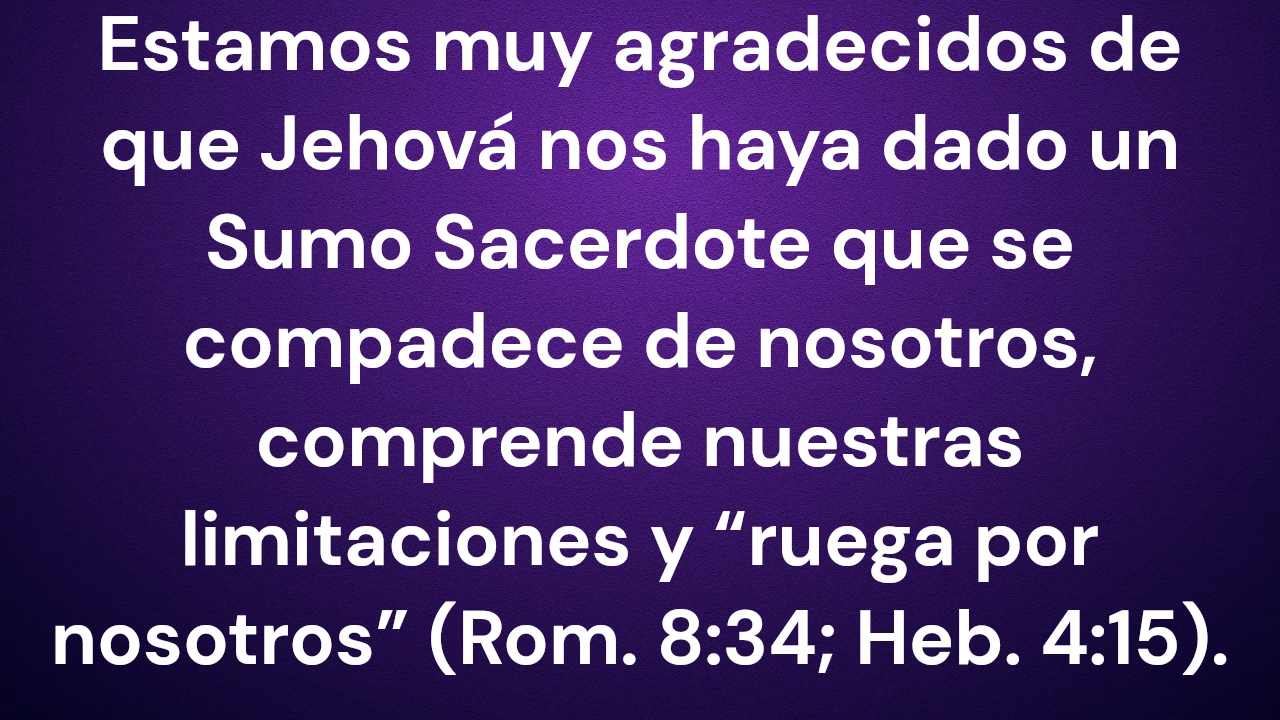 Estamos muy agradecidos de
que Jehová nos haya dado un
Sumo Sacerdote que se
compadece de nosotros,
comprende nuestras
limitaciones y “ruega por
nosotros” (Rom. 8:34; Heb. 4:15).